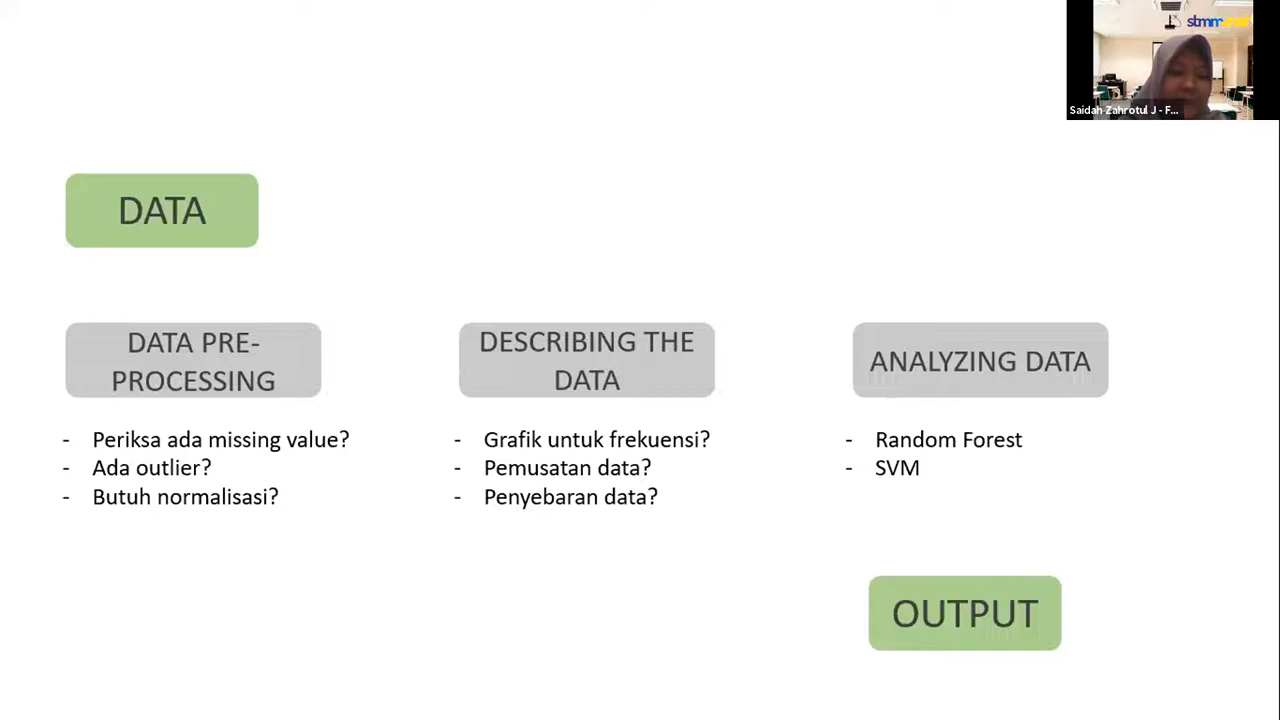 stmm
Saidah Zahrotul J - F...
DATA
DATA PRE-
PROCESSING
- Periksa ada missing value?
- Ada outlier?
- Butuh normalisasi?
DESCRIBING THE
DATA
- Grafik untuk frekuensi?
- Pemusatan data?
- Penyebaran data?
ANALYZING DATA
- Random Forest
- SVM
OUTPUT